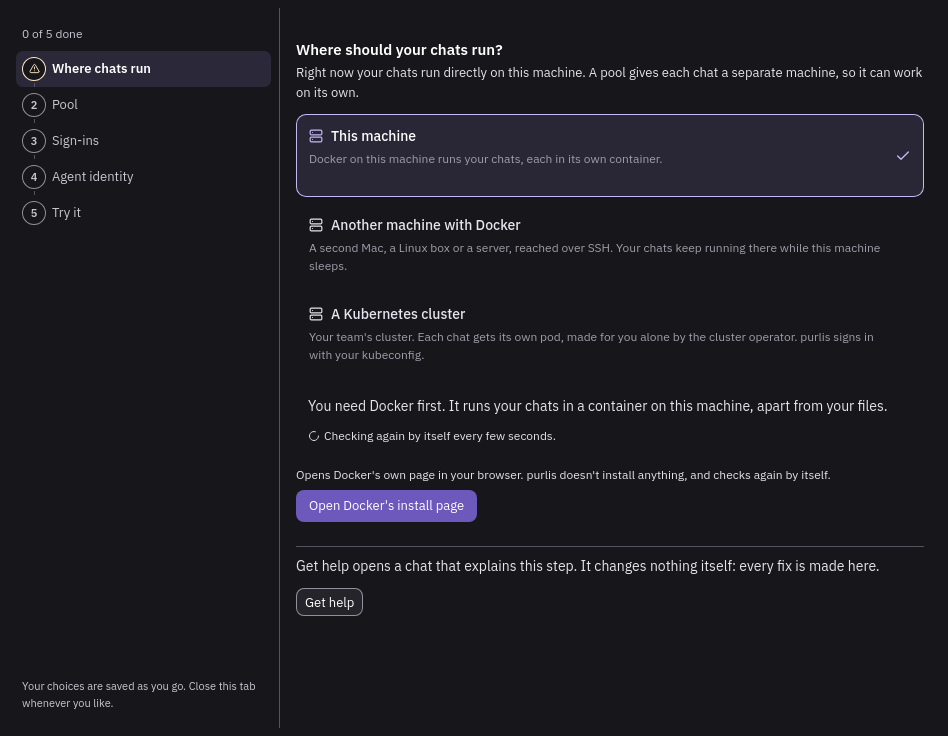 0 of 5 done
Where chats run
2 Pool
3 Sign-ins
4 Agent identity
5 Try it
Your choices are saved as you go. Close this tab
whenever you like.
Where should your chats run?
Right now your chats run directly on this machine. A pool gives each chat a separate machine, so it can work
on its own.
This machine
Docker on this machine runs your chats, each in its own container.
Another machine with Docker
A second Mac, a Linux box or a server, reached over SSH. Your chats keep running there while this machine
sleeps.
A Kubernetes cluster
Your team's cluster. Each chat gets its own pod, made for you alone by the cluster operator. purlis signs in
with your kubeconfig.
You need Docker first. It runs your chats in a container on this machine, apart from your files.
Checking again by itself every few seconds.
Opens Docker's own page in your browser. purlis doesn't install anything, and checks again by itself.
Open Docker's install page
Get help opens a chat that explains this step. It changes nothing itself: every fix is made here.
Get help